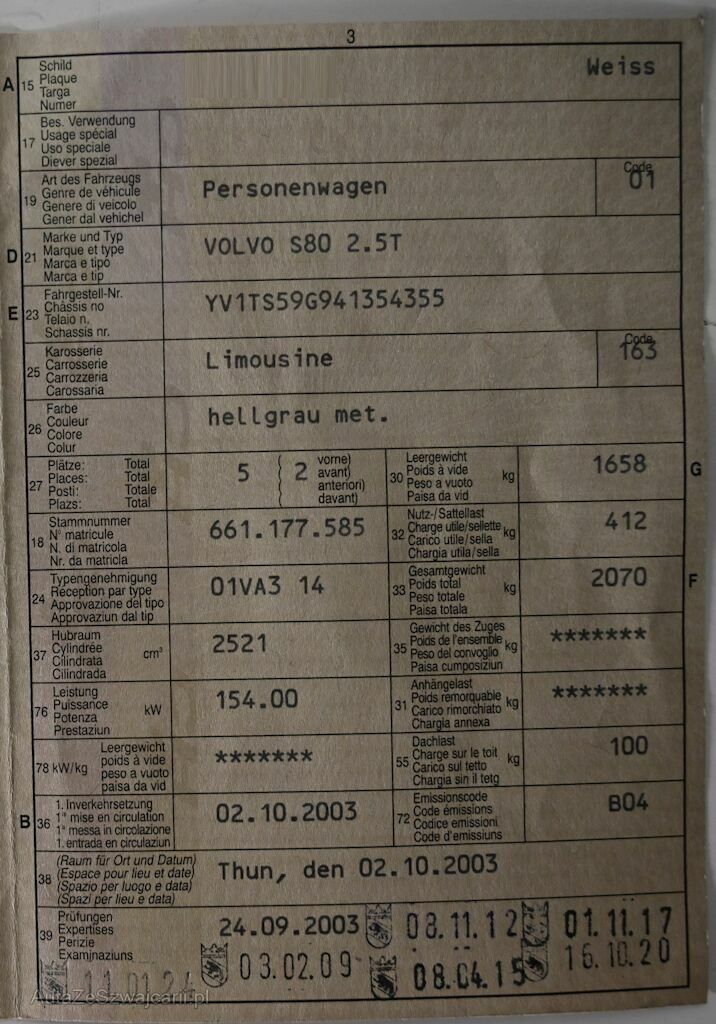 3
A 15 Schild
Plaque
Targa
Numer
Weiss
17 Bes. Verwendung
Usage spécial
Uso speciale
Diever spezial
19 Art des Fahrzeugs
Genre de véhicule
Genere di veicolo
Gener dal vehichel
Personenwagen
Code
01
D 21 Marke und Typ
Marque et type
Marca e tipo
Marca e tip
VOLVO S80 2.5T
E 23 Fahrgestell-Nr.
Châssis no
Telaio n.
Schassis nr.
YV1TS59G941354355
25 Karosserie
Carrosserie
Carrozzeria
Carossaria
Limousine
Code
163
26 Farbe
Couleur
Colore
Colur
hellgrau met.
27 Plätze: Total
Places: Total
Posti: Totale
Plazs: Total
5 ( 2 vorne)
avant)
anteriori)
davant)
30 Leergewicht
Poids à vide
Peso a vuoto
Paisa da vid
kg
1658
G
18 Stammnummer
N° matricule
N. di matricola
Nr. da matricla
661.177.585
32 Nutz-/Sattellast
Charge utile/sellette
Carico utile/sella
Chargia utila/sella
kg
412
24 Typengenehmigung
Réception par type
Approvazione del tipo
Approvaziun dal tip
01VA3 14
33 Gesamtgewicht
Poids total
Peso totale
Paisa totala
kg
2070
F
37 Hubraum
Cylindrée
Cilindrata
Cilindrada
cm³
2521
35 Gewicht des Zuges
Poids de l'ensemble
Peso del convoglio
Paisa cumposiziun
kg
*******
76 Leistung
Puissance
Potenza
Prestaziun
kW
154.00
31 Anhängelast
Poids remorquable
Carico rimorchiato
Chargia annexa
kg
*******
78 kW/kg
Leergewicht
poids à vide
peso a vuoto
paisa da vid
*******
55 Dachlast
Charge sur le toit
Carico sul tetto
Chargia sin il tetg
kg
100
B 36 1. Inverkehrsetzung
1re mise en circulation
1a messa in circolazione
1. entrada en circulaziun
02.10.2003
72 Emissionscode
Code émissions
Codice emissioni
Code d'emissiuns
B04
38 (Raum für Ort und Datum)
(Espace pour lieu et date)
(Spazio per luogo e data)
(Spazi per lieu e data)
Thun, den 02.10.2003
39 Prüfungen
Expertises
Perizie
Examinaziuns
24.09.2003 08.11.12 01.11.17
03.02.09 08.04.15 16.10.20
11.01.24
AutaZeSzwajcarii.pl